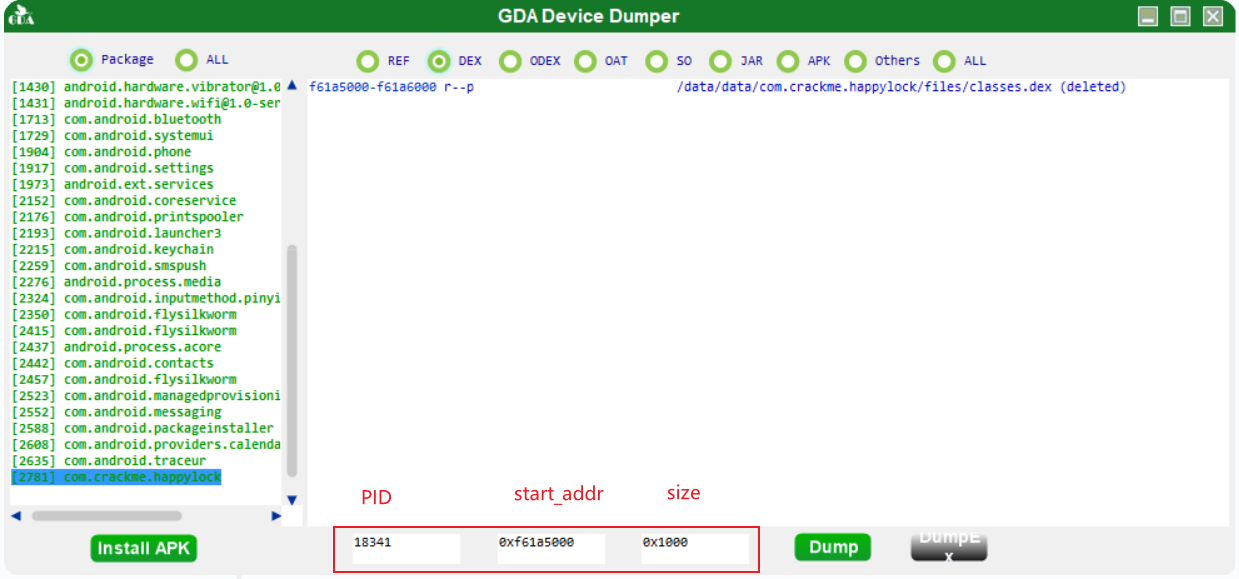 GDA
GDA Device Dumper
Package ALL
REF DEX ODEX OAT SO JAR APK Others ALL
[1430] android.hardware.vibrator@1.0
[1431] android.hardware.wifi@1.0-ser
[1713] com.android.bluetooth
[1729] com.android.systemui
[1904] com.android.phone
[1917] com.android.settings
[1973] android.ext.services
[2152] com.android.coreservice
[2176] com.android.printspooler
[2193] com.android.launcher3
[2215] com.android.keychain
[2259] com.android.smspush
[2276] android.process.media
[2324] com.android.inputmethod.pinyi
[2350] com.android.flysilkworm
[2415] com.android.flysilkworm
[2437] android.process.acore
[2442] com.android.contacts
[2457] com.android.flysilkworm
[2523] com.android.managedprovisioni
[2552] com.android.messaging
[2588] com.android.packageinstaller
[2608] com.android.providers.calenda
[2635] com.android.traceur
[2781] com.crackme.happylock
f61a5000-f61a6000 r--p /data/data/com.crackme.happylock/files/classes.dex (deleted)
PID start_addr size
Install APK
18341 0xf61a5000 0x1000
Dump
DumpE
x